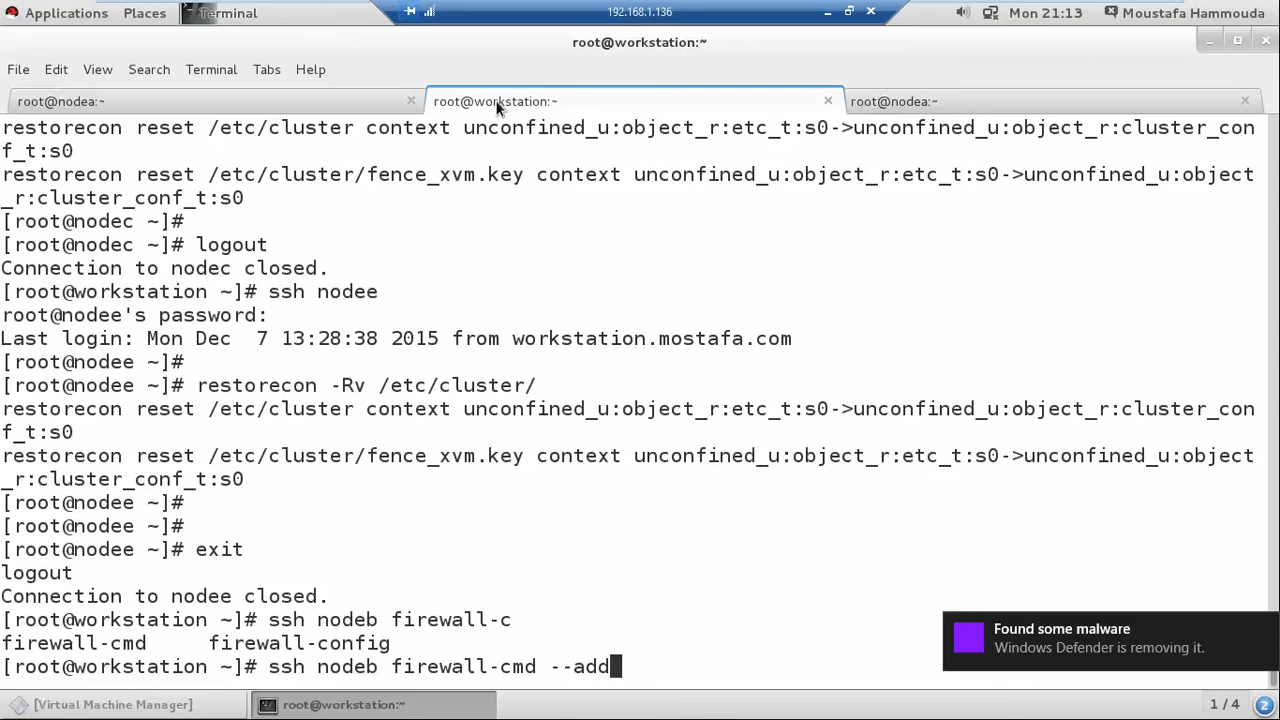 Applications Places Terminal 192.168.1.136 Mon 21:13 Moustafa Hammouda
root@workstation:~
File Edit View Search Terminal Tabs Help
root@nodea:~ root@workstation:~ root@nodea:~
restorecon reset /etc/cluster context unconfined_u:object_r:etc_t:s0->unconfined_u:object_r:cluster_con
f_t:s0
restorecon reset /etc/cluster/fence_xvm.key context unconfined_u:object_r:etc_t:s0->unconfined_u:object
_r:cluster_conf_t:s0
[root@nodec ~]#
[root@nodec ~]# logout
Connection to nodec closed.
[root@workstation ~]# ssh nodee
root@nodee's password:
Last login: Mon Dec  7 13:28:38 2015 from workstation.mostafa.com
[root@nodee ~]#
[root@nodee ~]# restorecon -Rv /etc/cluster/
restorecon reset /etc/cluster context unconfined_u:object_r:etc_t:s0->unconfined_u:object_r:cluster_con
f_t:s0
restorecon reset /etc/cluster/fence_xvm.key context unconfined_u:object_r:etc_t:s0->unconfined_u:object
_r:cluster_conf_t:s0
[root@nodee ~]#
[root@nodee ~]#
[root@nodee ~]# exit
logout
Connection to nodee closed.
[root@workstation ~]# ssh nodeb firewall-c
firewall-cmd     firewall-config
[root@workstation ~]# ssh nodeb firewall-cmd --add
Found some malware
Windows Defender is removing it.
[Virtual Machine Manager] root@workstation:~ 1 / 4 2